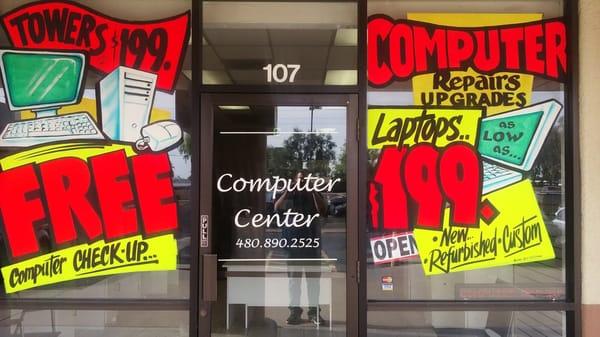 TOWERS $199.
FREE
Computer CHECK-UP...
107
PULL
Computer
Center
480.890.2525
COMPUTER
Repairs
UPGRADES
Laptops..
as
LOW
as...
$199.
OPEN
New..
Refurbished · Custom